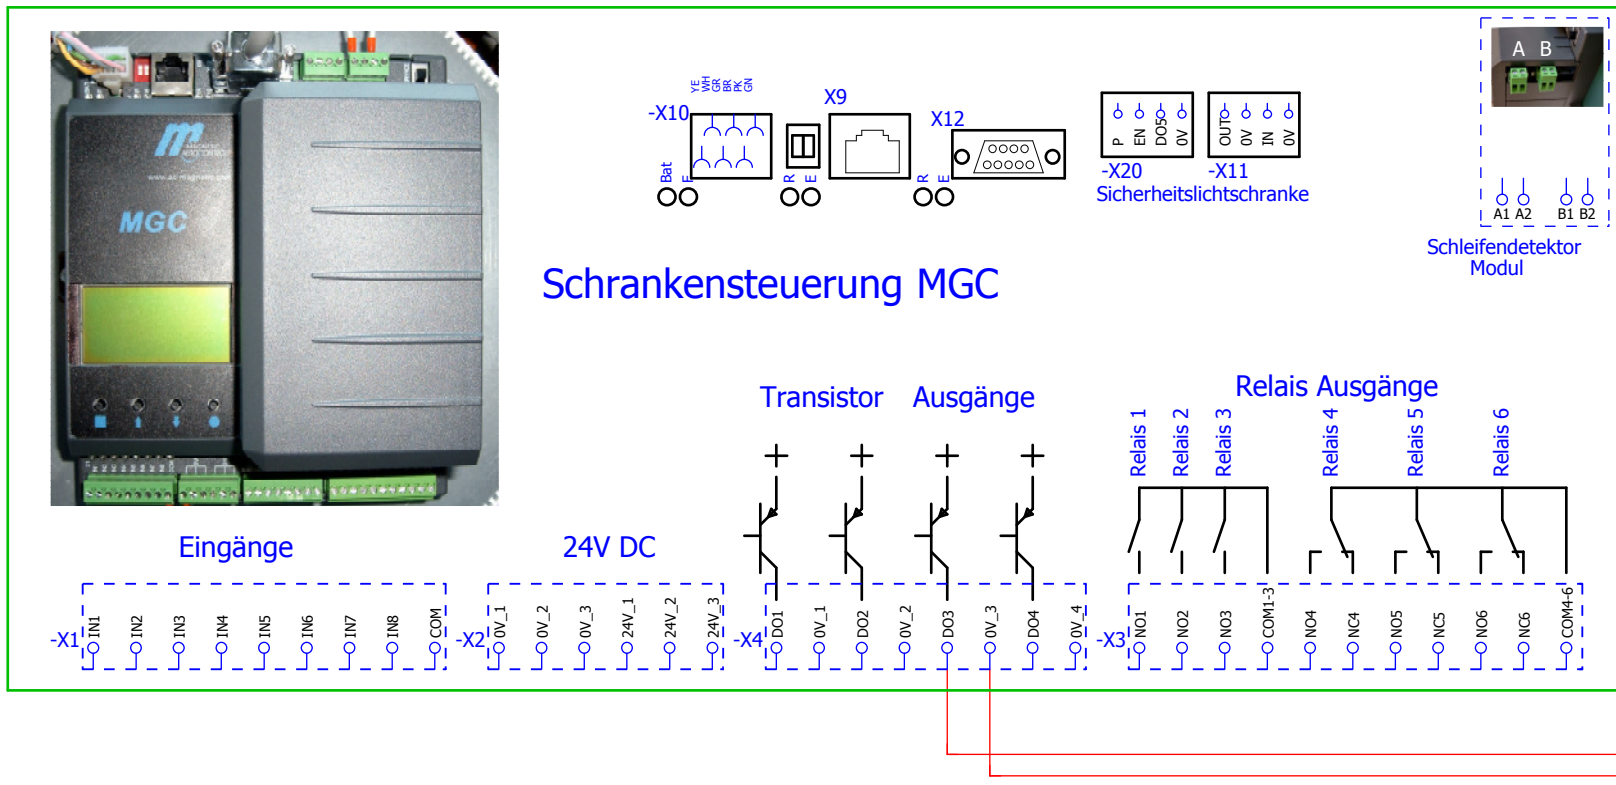 YE
WH
GR
BR
PK
GN
-X10
X9
X12
Bat
F
R
E
R
E
P
EN
DO5
0V
-X20
OUT
0V
IN
0V
-X11
Sicherheitslichtschranke
A B
A1 A2
B1 B2
Schleifendetektor
Modul
MGC
Schrankensteuerung MGC
Transistor Ausgänge
Relais Ausgänge
Relais 1
Relais 2
Relais 3
Relais 4
Relais 5
Relais 6
Eingänge
24V DC
-X1
IN1
IN2
IN3
IN4
IN5
IN6
IN7
IN8
COM
-X2
0V_1
0V_2
0V_3
24V_1
24V_2
24V_3
-X4
DO1
0V_1
DO2
0V_2
DO3
0V_3
DO4
0V_4
-X3
NO1
NO2
NO3
COM1-3
NO4
NC4
NO5
NC5
NO6
NC6
COM4-6